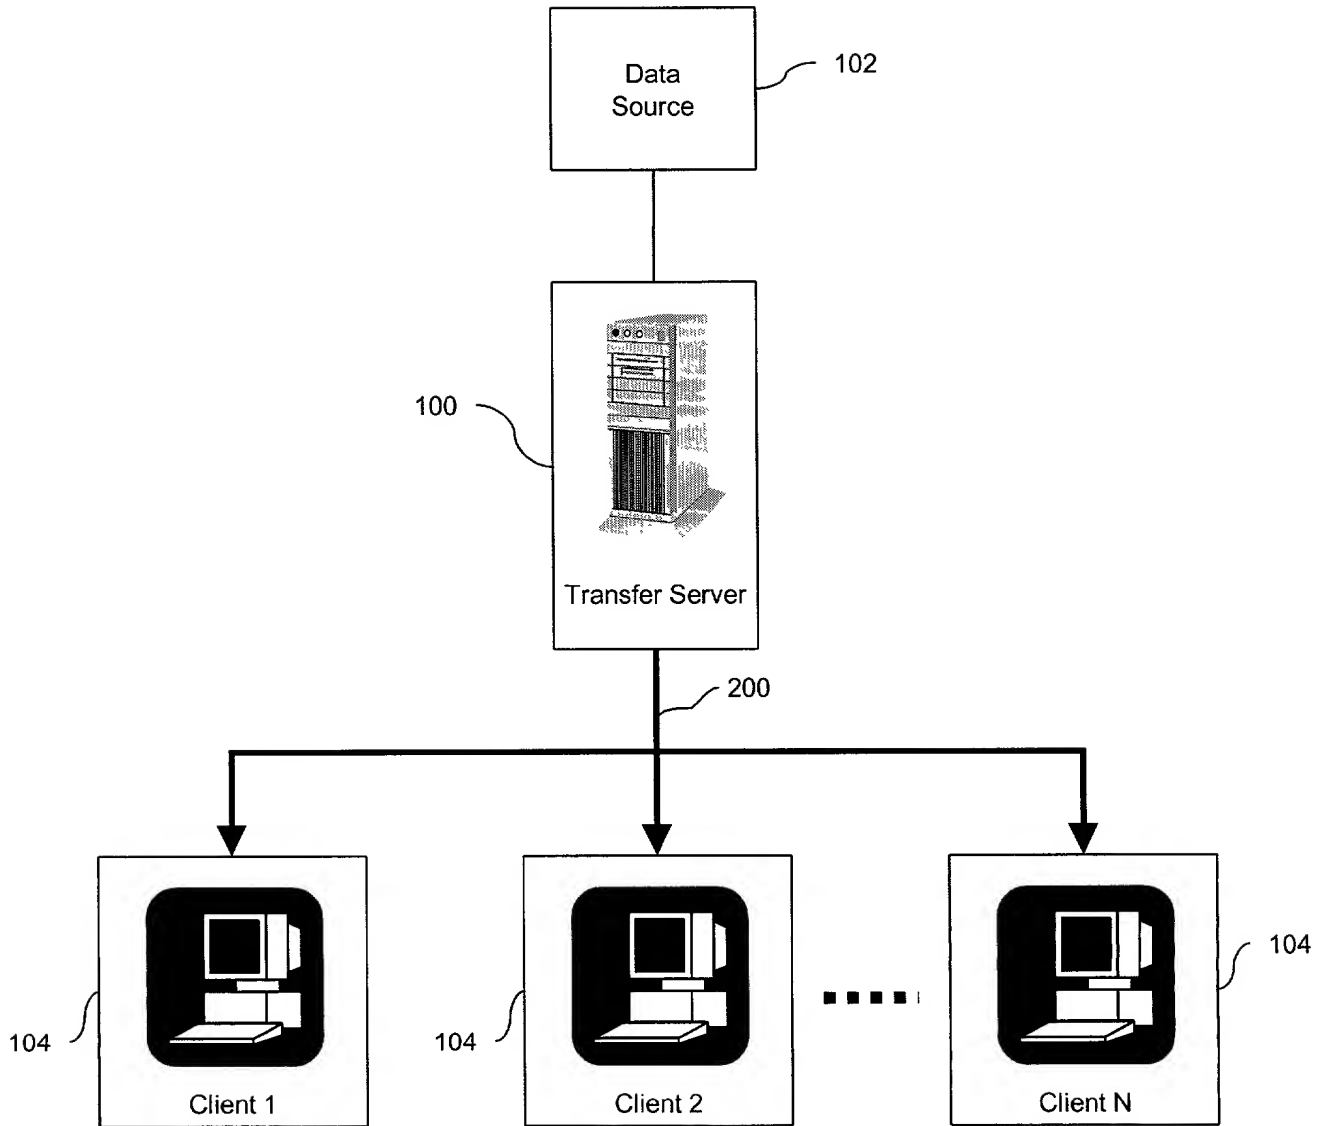 Data
Source
102
100
Transfer Server
200
104
Client 1
104
Client 2
104
Client N